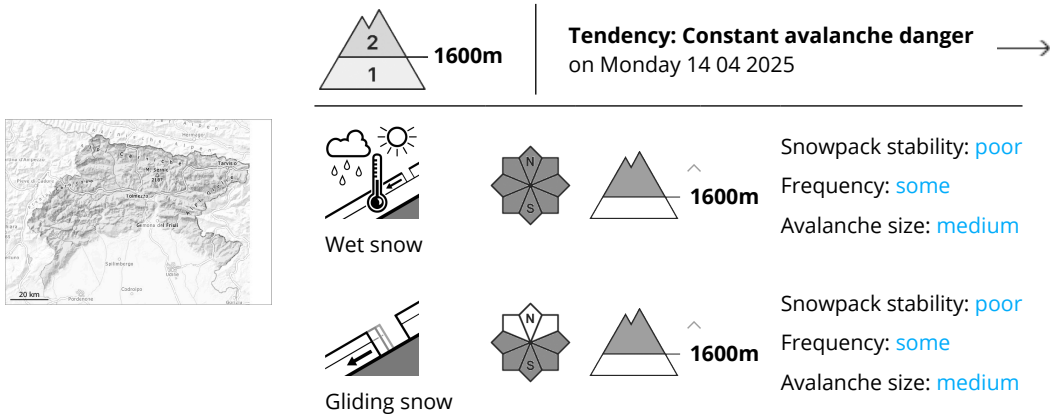 2
1
1600m
Tendency: Constant avalanche danger
on Monday 14 04 2025
Tarvisio
Tolmezzo
Gemona del Friuli
Spilimbergo
Udine
Codroipo
Pordenone
Gorizia
20 km
Wet snow
N
S
1600m
Snowpack stability: poor
Frequency: some
Avalanche size: medium
Gliding snow
N
S
1600m
Snowpack stability: poor
Frequency: some
Avalanche size: medium